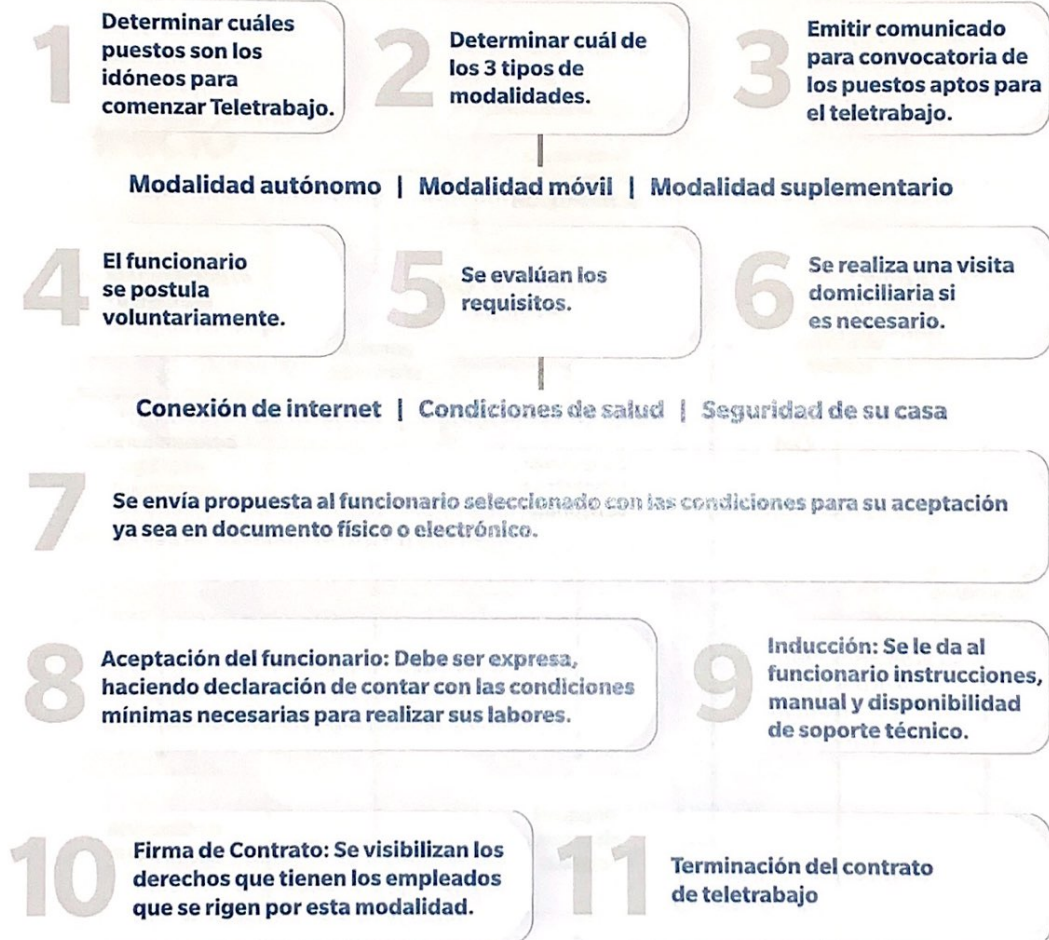 1
Determinar cuáles
puestos son los
idóneos para
comenzar Teletrabajo.
2
Determinar cuál de
los 3 tipos de
modalidades.
3
Emitir comunicado
para convocatoria de
los puestos aptos para
el teletrabajo.
Modalidad autónomo | Modalidad móvil | Modalidad suplementario
4
El funcionario
se postula
voluntariamente.
5
Se evalúan los
requisitos.
6
Se realiza una visita
domiciliaria si
es necesario.
Conexión de internet | Condiciones de salud | Seguridad de su casa
7
Se envía propuesta al funcionario seleccionado con las condiciones para su aceptación
ya sea en documento físico o electrónico.
8
Aceptación del funcionario: Debe ser expresa,
haciendo declaración de contar con las condiciones
mínimas necesarias para realizar sus labores.
9
Inducción: Se le da al
funcionario instrucciones,
manual y disponibilidad
de soporte técnico.
10
Firma de Contrato: Se visibilizan los
derechos que tienen los empleados
que se rigen por esta modalidad.
11
Terminación del contrato
de teletrabajo